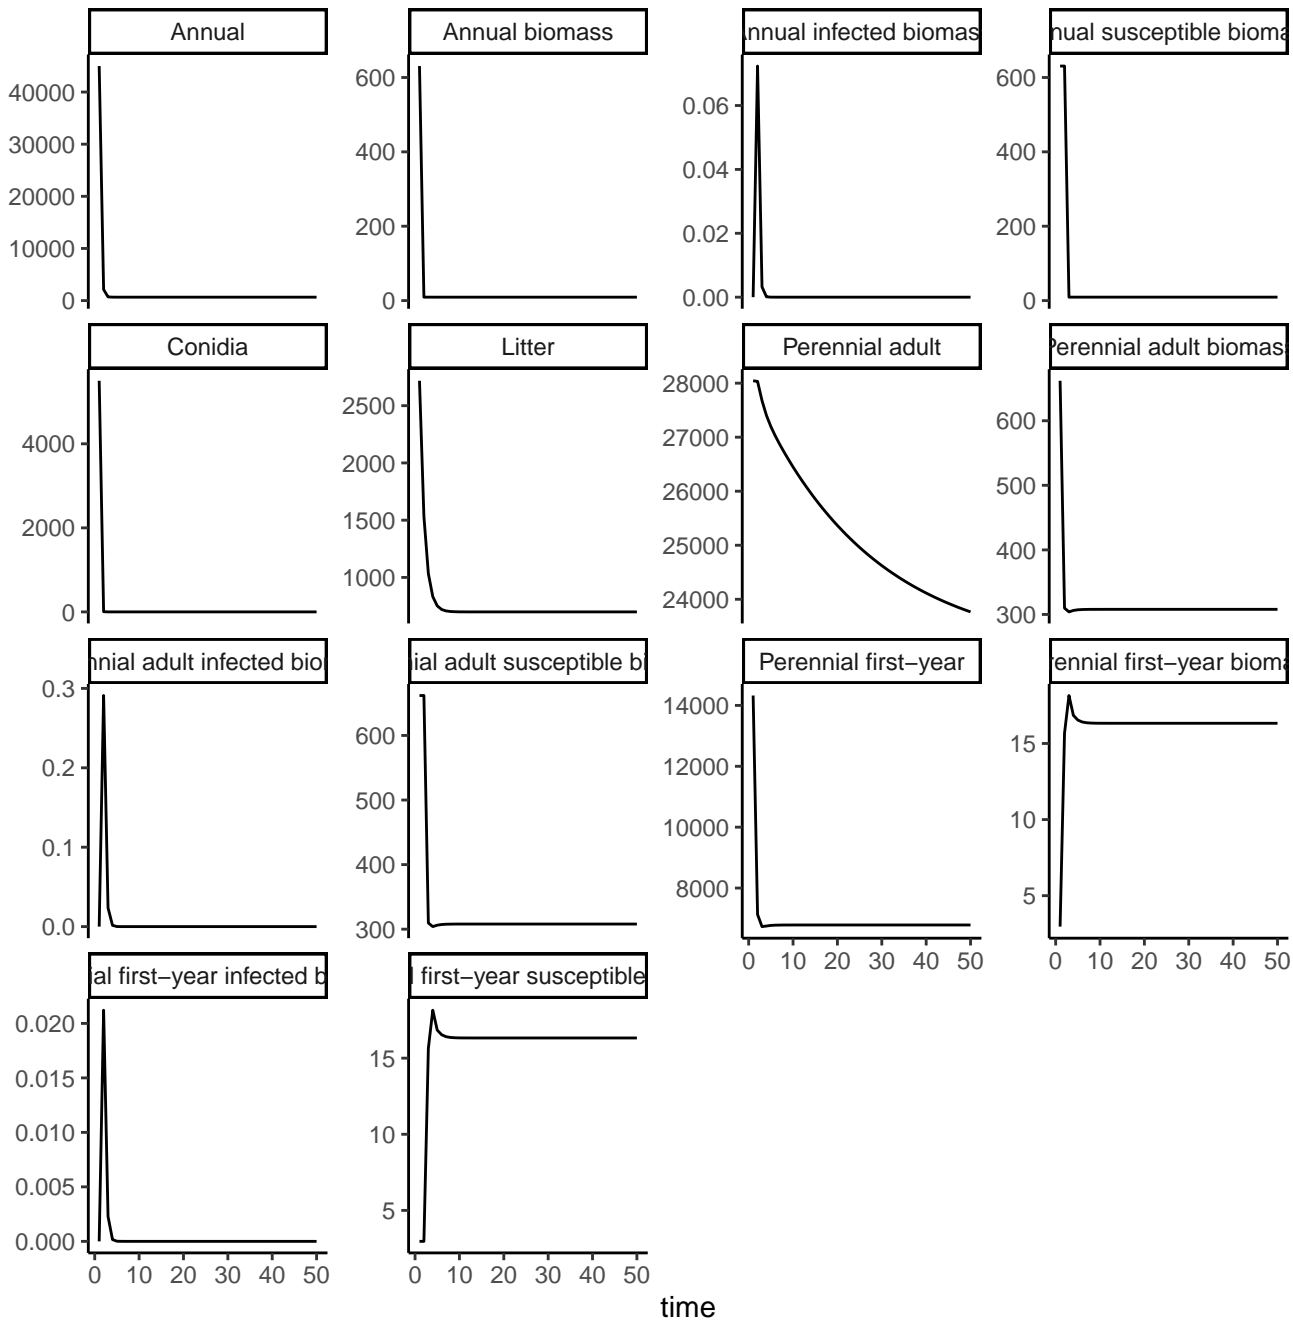 Annual
Annual biomass
Annual infected biomas
nual susceptible bioma
40000
30000
20000
10000
0
600
400
200
0
0.06
0.04
0.02
0.00
600
400
200
0
Conidia
Litter
Perennial adult
Perennial adult biomas
4000
2000
0
2500
2000
1500
1000
28000
27000
26000
25000
24000
600
500
400
300
nnial adult infected bio
ial adult susceptible bi
Perennial first−year
rennial first−year bioma
0.3
0.2
0.1
0.0
600
500
400
300
14000
12000
10000
8000
15
10
5
0 10 20 30 40 50
0 10 20 30 40 50
ial first−year infected b
l first−year susceptible
0.020
0.015
0.010
0.005
0.000
15
10
5
0 10 20 30 40 50
0 10 20 30 40 50
time